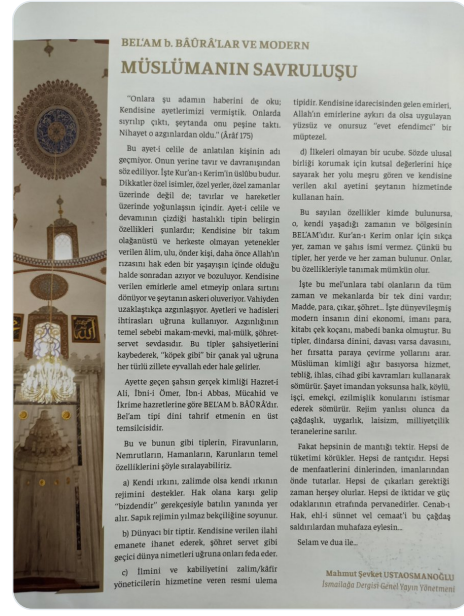 BEL'AM b. BÂÛRÂ'LAR VE MODERN
MÜSLÜMANIN SAVRULUŞU
"Onlara şu adamın haberini de oku;
Kendisine ayetlerimizi vermiştik. Onlarda
sıyrılıp çıktı, şeytanda onu peşine taktı.
Nihayet o azgınlardan oldu." (Ârâf 175)
Bu ayet-i celile de anlatılan kişinin adı
geçmiyor. Onun yerine tavır ve davranışından
söz ediliyor. İşte Kur'an-ı Kerim'in üslûbu budur.
Dikkatler özel isimler, özel yerler, özel zamanlar
üzerinde değil de; tavırlar ve hareketler
üzerinde yoğunlaşsın içindir. Ayet-i celile ve
devamının çizdiği hastalıklı tipin belirgin
özellikleri şunlardır; Kendisine bir takım
olağanüstü ve herkeste olmayan yetenekler
verilen âlim, ulu, önder kişi, daha önce Allah'ın
rızasını hak eden bir yaşayışın içinde olduğu
halde sonradan azıyor ve bozuluyor. Kendisine
verilen emirlerle amel etmeyip onlara sırtını
dönüyor ve şeytanın askeri oluveriyor. Vahiyden
uzaklaştıkça azgınlaşıyor. Ayetleri ve hadisleri
ihtirasları uğruna kullanıyor. Azgınlığının
temel sebebi makam-mevki, mal-mülk, şöhret-
servet sevdasıdır. Bu tipler şahsiyetlerini
kaybederek, "köpek gibi" bir çanak yal uğruna
her türlü zillete eyvallah eder hale gelirler.
Ayette geçen şahsın gerçek kimliği Hazret-i
Ali, İbni-i Ömer, İbn-i Abbas, Mücahid ve
İkrime hazretlerine göre BEL'AM b. BÂÛRÂ'dır.
Bel'am tipi dini tahrif etmenin en üst
temsilcisidir.
Bu ve bunun gibi tiplerin, Firavunların,
Nemrutların, Hamanların, Karunların temel
özelliklerini şöyle sıralayabiliriz.
a) Kendi ırkını, zalimde olsa kendi ırkının
rejimini destekler. Hak olana karşı gelip
"bizdendir" gerekçesiyle batılın yanında yer
alır. Sapık rejimin yılmaz bekçiliğine soyunur.
b) Dünyacı bir tiptir. Kendisine verilen ilahi
emanete ihanet ederek, şöhret servet gibi
geçici dünya nimetleri uğruna onları feda eder.
c) İlmini ve kabiliyetini zalim/kâfir
yöneticilerin hizmetine veren resmi ulema
tipidir. Kendisine idarecisinden gelen emirleri,
Allah'ın emirlerine aykırı da olsa uygulayan
yüzsüz ve onursuz "evet efendimci" bir
müptezel.
d) İlkeleri olmayan bir ucube. Sözde ulusal
birliği korumak için kutsal değerlerini hiçe
sayarak her yolu meşru gören ve kendisine
verilen akıl ayetini şeytanın hizmetinde
kullanan hain.
Bu sayılan özellikler kimde bulunursa,
o, kendi yaşadığı zamanın ve bölgesinin
BEL'AM'ıdır. Kur'an-ı Kerim onlar için sıkça
yer, zaman ve şahıs ismi vermez. Çünkü bu
tipler, her yerde ve her zaman bulunur. Onlar,
bu özellikleriyle tanımak mümkün olur.
İşte bu mel'unlara tabi olanların da tüm
zaman ve mekanlarda bir tek dini vardır;
Madde, para, çıkar, şöhret... İşte dünyevileşmiş
modern insanın dini ekonomi, imanı para,
kitabı çek koçanı, mabedi banka olmuştur. Bu
tipler, dindarsa dinini, davası varsa davasını,
her fırsatta paraya çevirme yollarını arar.
Müslüman kimliği ağır basıyorsa hizmet,
tebliğ, ihlas, cihad gibi kavramları kullanarak
sömürür. Şayet imandan yoksunsa halk, köylü,
işçi, emekçi, ezilmişlik konularını istismar
ederek sömürür. Rejim yanlısı olunca da
çağdaşlık, uygarlık, laisizm, milliyetçilik
teranelerine sarılır.
Fakat hepsinin de mantığı tektir. Hepsi de
tüketimi körükler. Hepsi de rantçıdır. Hepsi
de menfaatlerini dinlerinden, imanlarından
önde tutarlar. Hepsi de çıkarları gerektiği
zaman herşey olurlar. Hepsi de iktidar ve güç
odaklarının etrafında pervanedirler. Cenab-ı
Hak, ehl-i sünnet vel cemaat'i bu çağdaş
saldırılardan muhafaza eylesin...
Selam ve dua ile...
Mahmut Şevket USTAOSMANOĞLU
İsmailağa Dergisi Genel Yayın Yönetmeni